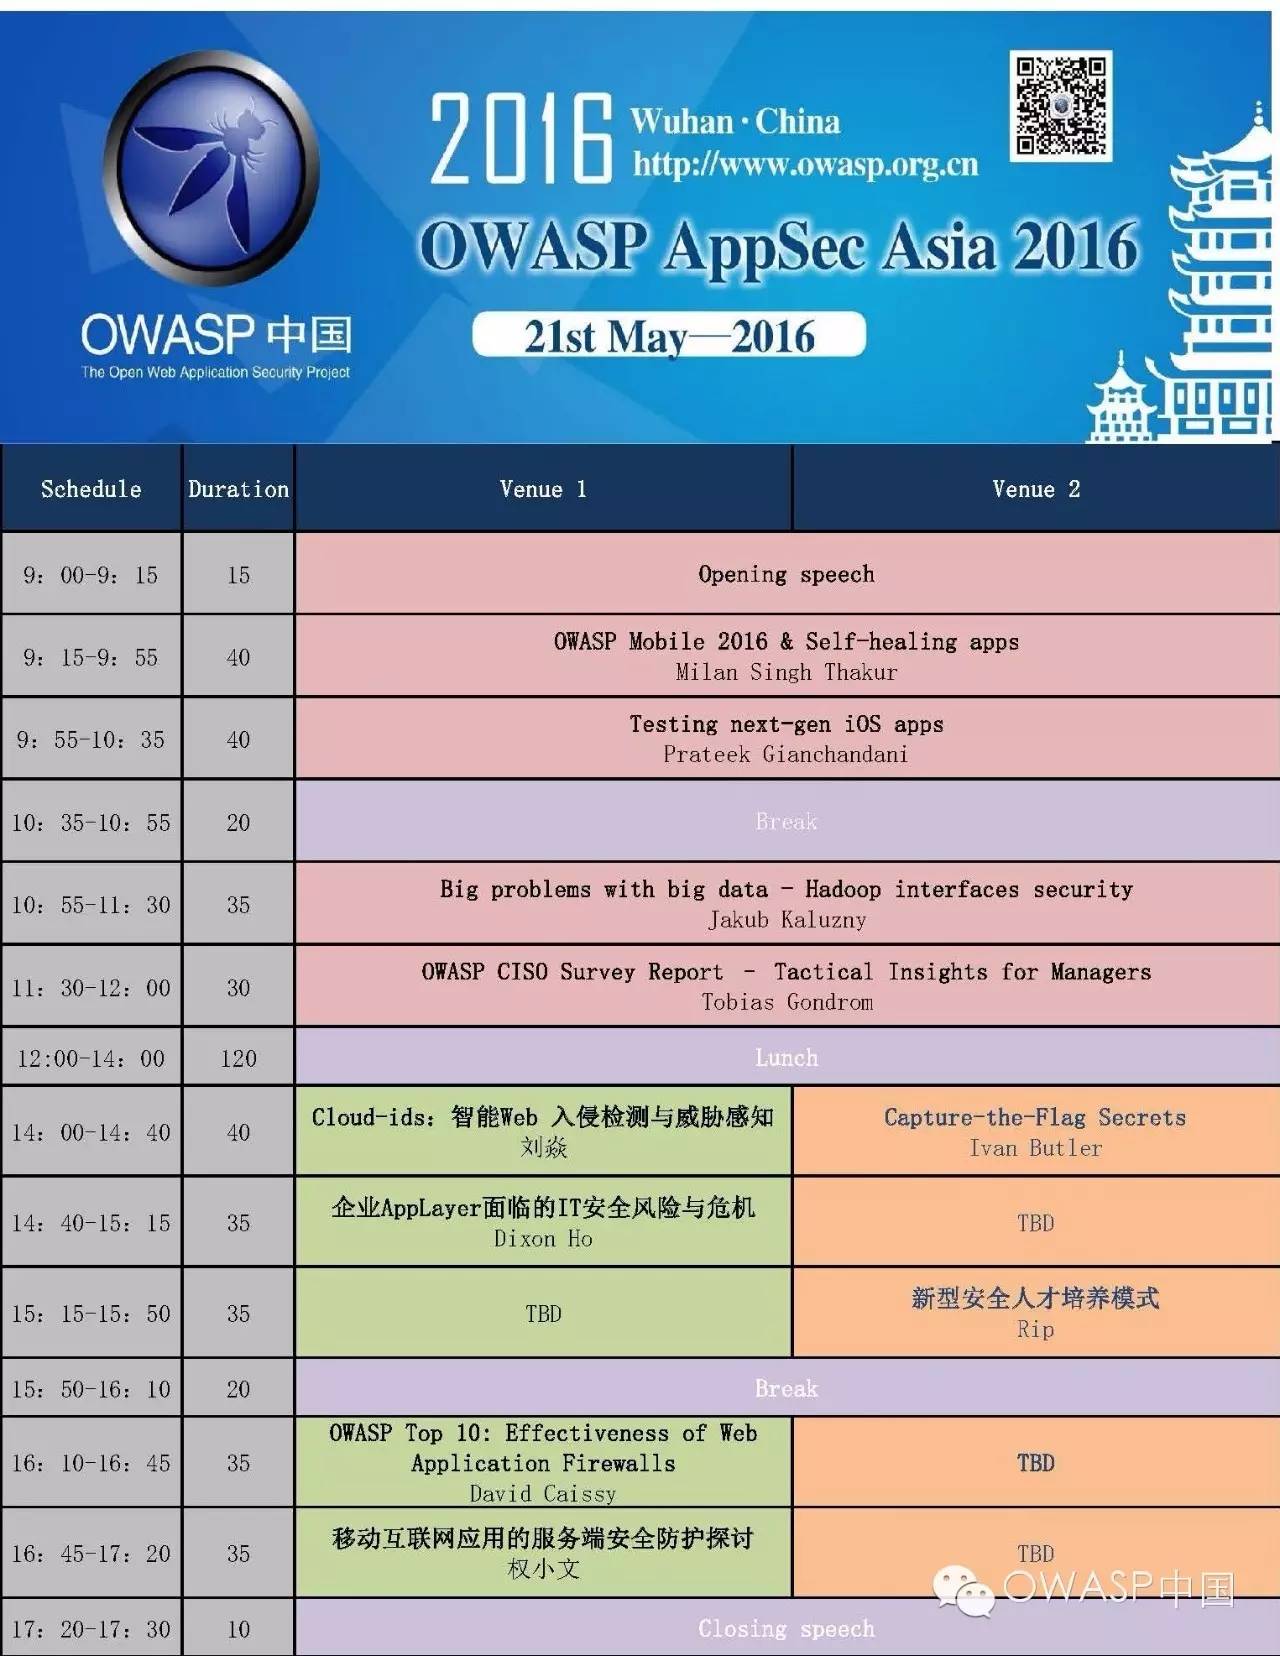 2016
Wuhan·China
http://www.owasp.org.cn
OWASP AppSec Asia 2016
21st May—2016
OWASP 中国
The Open Web Application Security Project
Schedule Duration Venue 1 Venue 2
9：00-9：15 15 Opening speech
9：15-9：55 40 OWASP Mobile 2016 & Self-healing apps
Milan Singh Thakur
9：55-10：35 40 Testing next-gen iOS apps
Prateek Gianchandani
10：35-10：55 20 Break
10：55-11：30 35 Big problems with big data - Hadoop interfaces security
Jakub Kaluzny
11：30-12：00 30 OWASP CISO Survey Report – Tactical Insights for Managers
Tobias Gondrom
12:00-14：00 120 Lunch
14：00-14：40 40 Cloud-ids：智能Web 入侵检测与威胁感知 Capture-the-Flag Secrets
刘焱 Ivan Butler
14：40-15：15 35 企业AppLayer面临的IT安全风险与危机 TBD
Dixon Ho
15：15-15：50 35 TBD 新型安全人才培养模式
Rip
15：50-16：10 20 Break
16：10-16：45 35 OWASP Top 10: Effectiveness of Web TBD
Application Firewalls
David Caissy
16：45-17：20 35 移动互联网应用的服务端安全防护探讨 TBD
权小文
OWASP中国
17：20-17：30 10 Closing speech